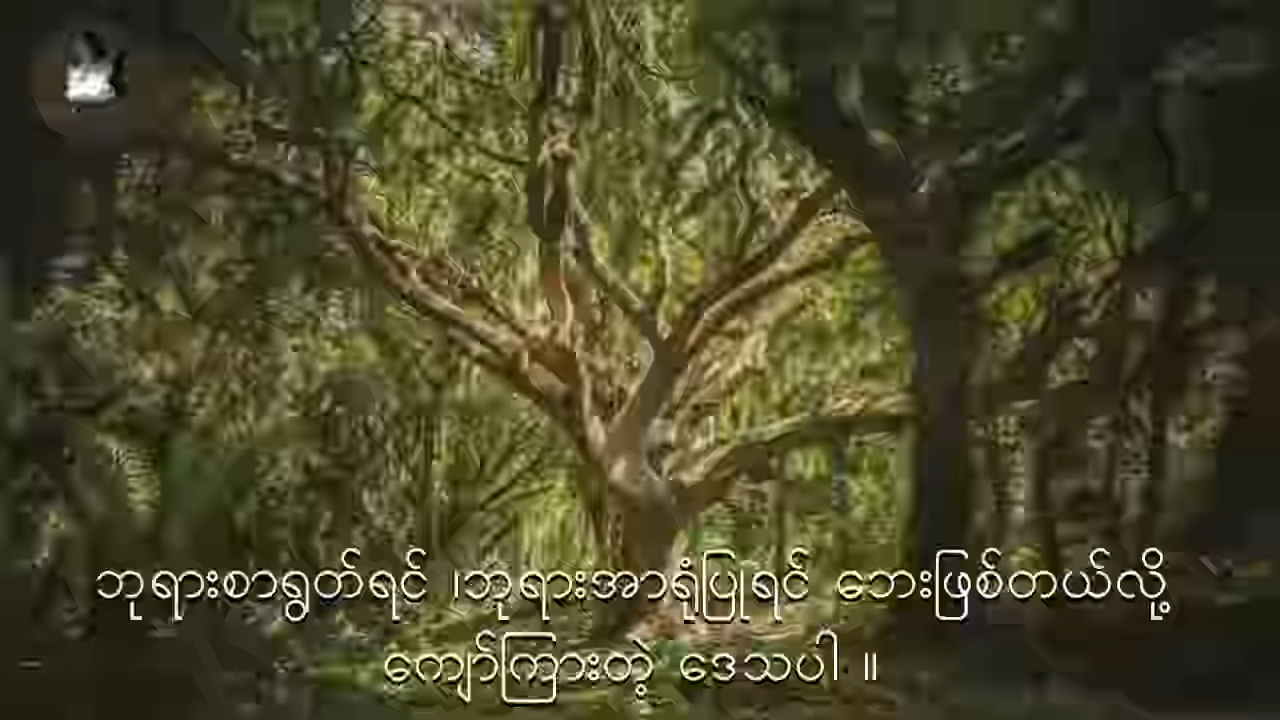 ဘုရားစာရွတ်ရင် ၊ဘုရားအာရုံပြုရင် ဘေးဖြစ်တယ်လို့
ကျော်ကြားတဲ့ ဒေသပါ ။